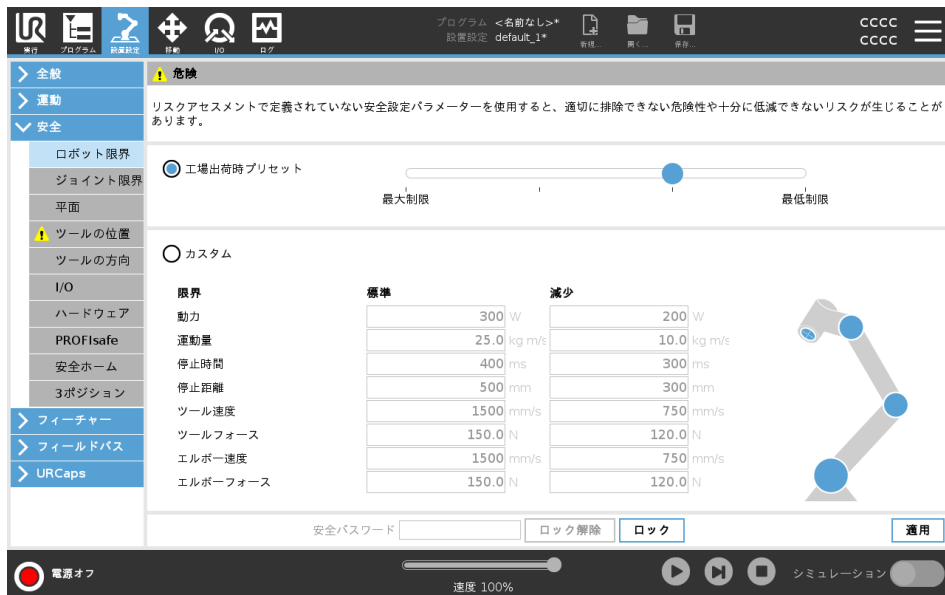 プログラム <名前なし>*
設置設定 default_1*
cccc
cccc
実行 プログラム 設置設定 移動 I/O ログ
新規... 開く... 保存...
全般
運動
安全
ロボット限界
ジョイント限界
平面
ツールの位置
ツールの方向
I/O
ハードウェア
PROFIsafe
安全ホーム
3ポジション
フィーチャー
フィールドバス
URCaps
危険
リスクアセスメントで定義されていない安全設定パラメーターを使用すると、適切に排除できない危険性や十分に低減できないリスクが生じることが
あります。
工場出荷時プリセット
最大制限 最低制限
カスタム
限界 標準 減少
動力 300 W 200 W
運動量 25.0 kg m/s 10.0 kg m/s
停止時間 400 ms 300 ms
停止距離 500 mm 300 mm
ツール速度 1500 mm/s 750 mm/s
ツールフォース 150.0 N 120.0 N
エルボー速度 1500 mm/s 750 mm/s
エルボーフォース 150.0 N 120.0 N
安全パスワード ロック解除 ロック 適用
電源オフ
速度 100%
シミュレーション